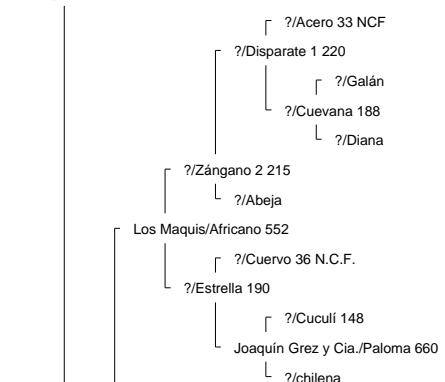 ?/Acero 33 NCF
?/Disparate 1 220
?/Galán
?/Cuevana 188
?/Diana
?/Zángano 2 215
?/Abeja
Los Maquis/Africano 552
?/Cuervo 36 N.C.F.
?/Estrella 190
?/Cuculí 148
Joaquín Grez y Cia./Paloma 660
?/chilena